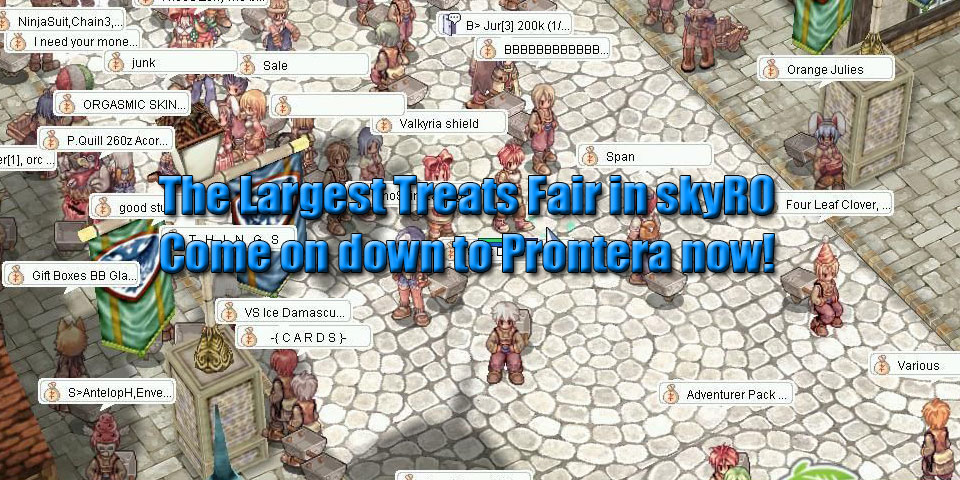 NinjaSuit,Chain3,...
B> Jur[3] 200k (1/...
I need your mone...
BBBBBBBBBBBB...
junk
Sale
Orange Julies
ORGASMIC SKIN...
Valkyria shield
P.Quill 260z Acor...
Span
er[1], orc ...
The Largest Treats Fair in skyRO
good stu
Four Leaf Clover, ...
T H I N G S
Come on down to Prontera now!
Gift Boxes BB Gla...
VS Ice Damascu...
-{ C A R D S }-
Various
S>AntelopH,Enve...
Adventurer Pack ...